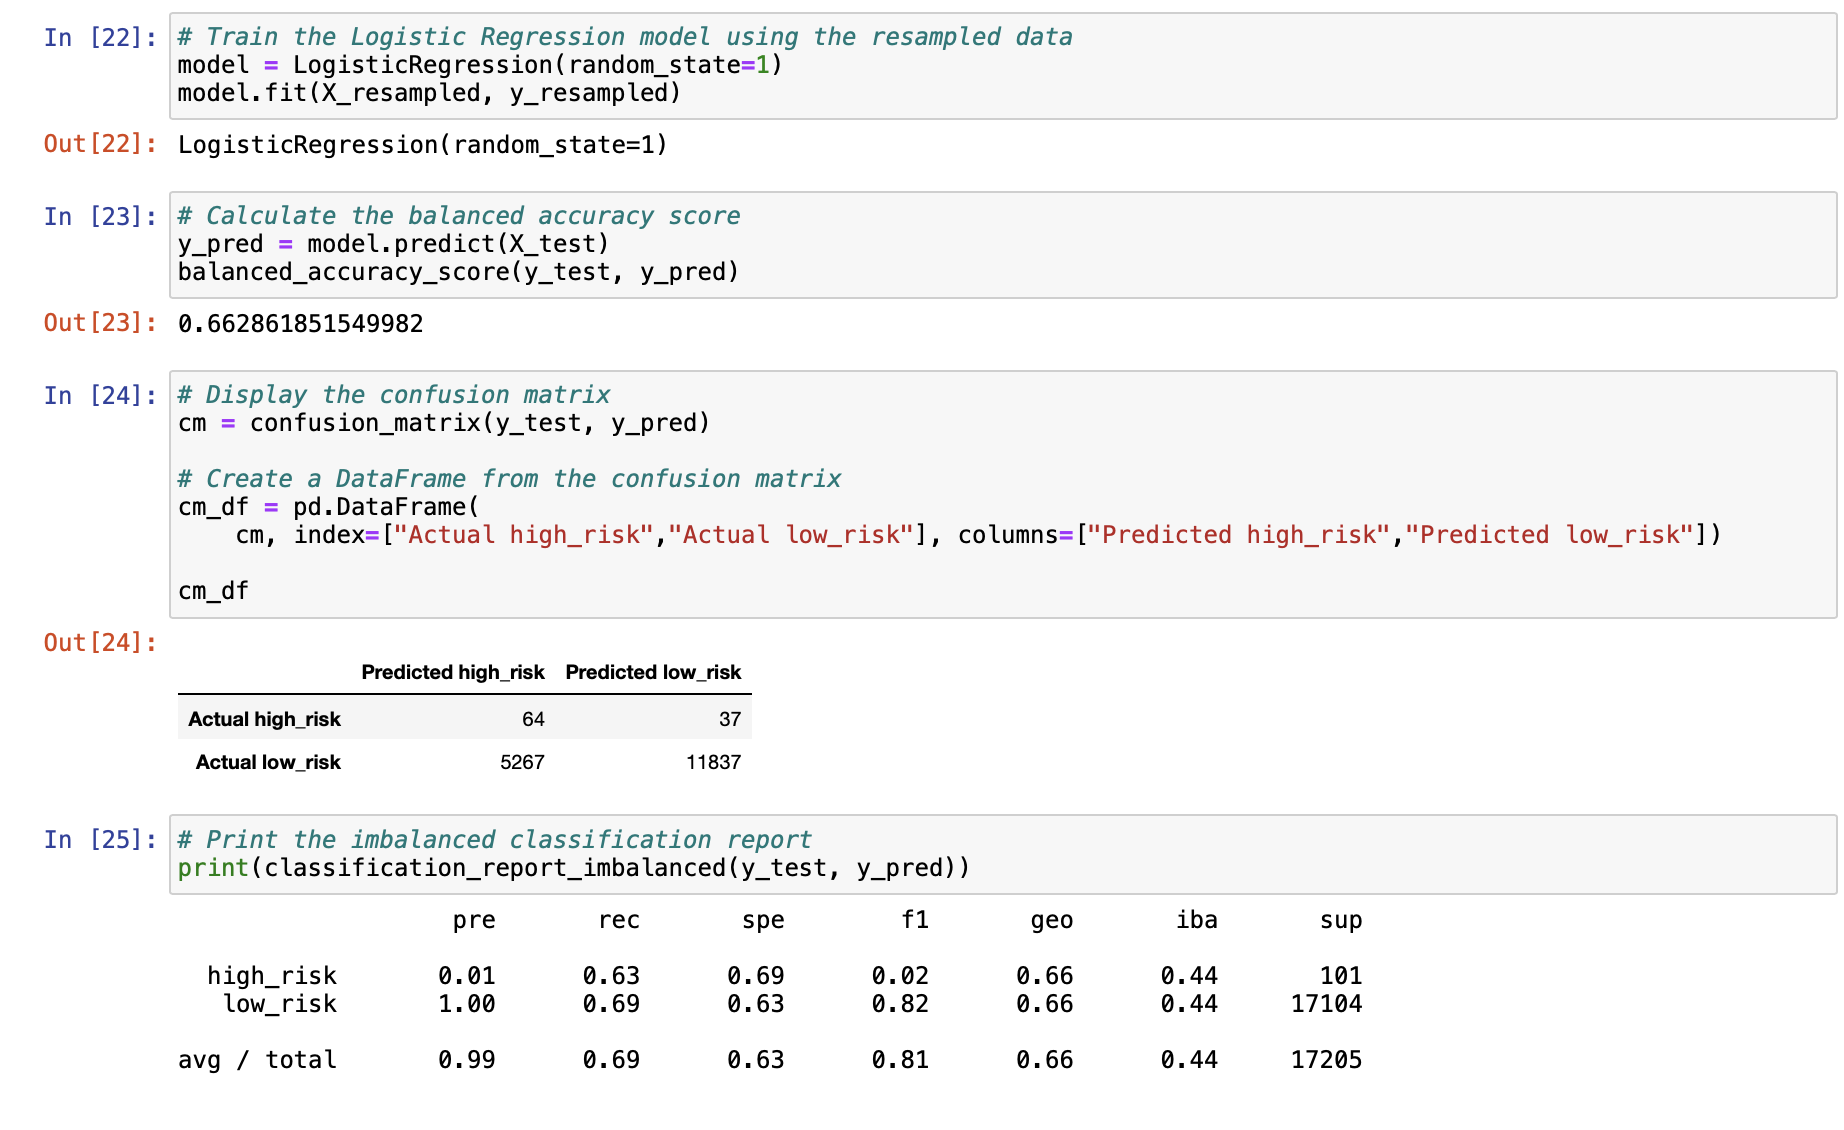 In [22]: # Train the Logistic Regression model using the resampled data
model = LogisticRegression(random_state=1)
model.fit(X_resampled, y_resampled)
Out[22]: LogisticRegression(random_state=1)
In [23]: # Calculate the balanced accuracy score
y_pred = model.predict(X_test)
balanced_accuracy_score(y_test, y_pred)
Out[23]: 0.662861851549982
In [24]: # Display the confusion matrix
cm = confusion_matrix(y_test, y_pred)
# Create a DataFrame from the confusion matrix
cm_df = pd.DataFrame(
    cm, index=["Actual high_risk","Actual low_risk"], columns=["Predicted high_risk","Predicted low_risk"])
cm_df
Out[24]:
Predicted high_risk Predicted low_risk
Actual high_risk 64 37
Actual low_risk 5267 11837
In [25]: # Print the imbalanced classification report
print(classification_report_imbalanced(y_test, y_pred))
pre rec spe f1 geo iba sup
high_risk 0.01 0.63 0.69 0.02 0.66 0.44 101
low_risk 1.00 0.69 0.63 0.82 0.66 0.44 17104
avg / total 0.99 0.69 0.63 0.81 0.66 0.44 17205